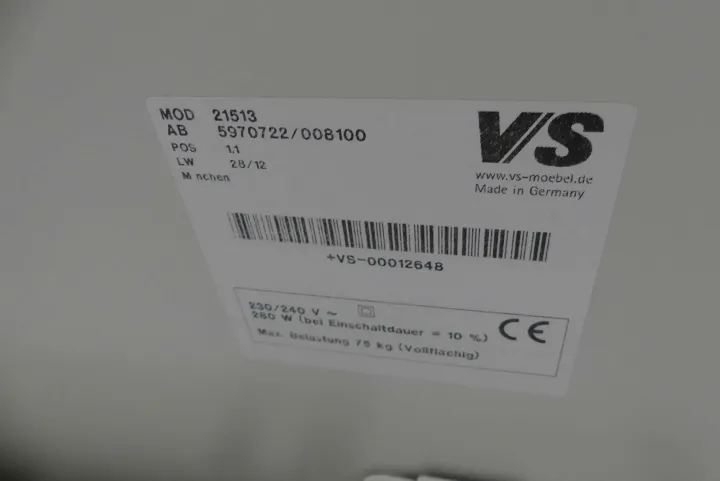 MOD 21513
AB 5970722/008100
POS 1.1
LW 28/12
M nchen
VS
www.vs-moebel.de
Made in Germany
+VS-00012648
230/240 V ~
280 W (bei Einschaltdauer = 10 %)
Max. Belastung 75 kg (Vollflächig)
CE